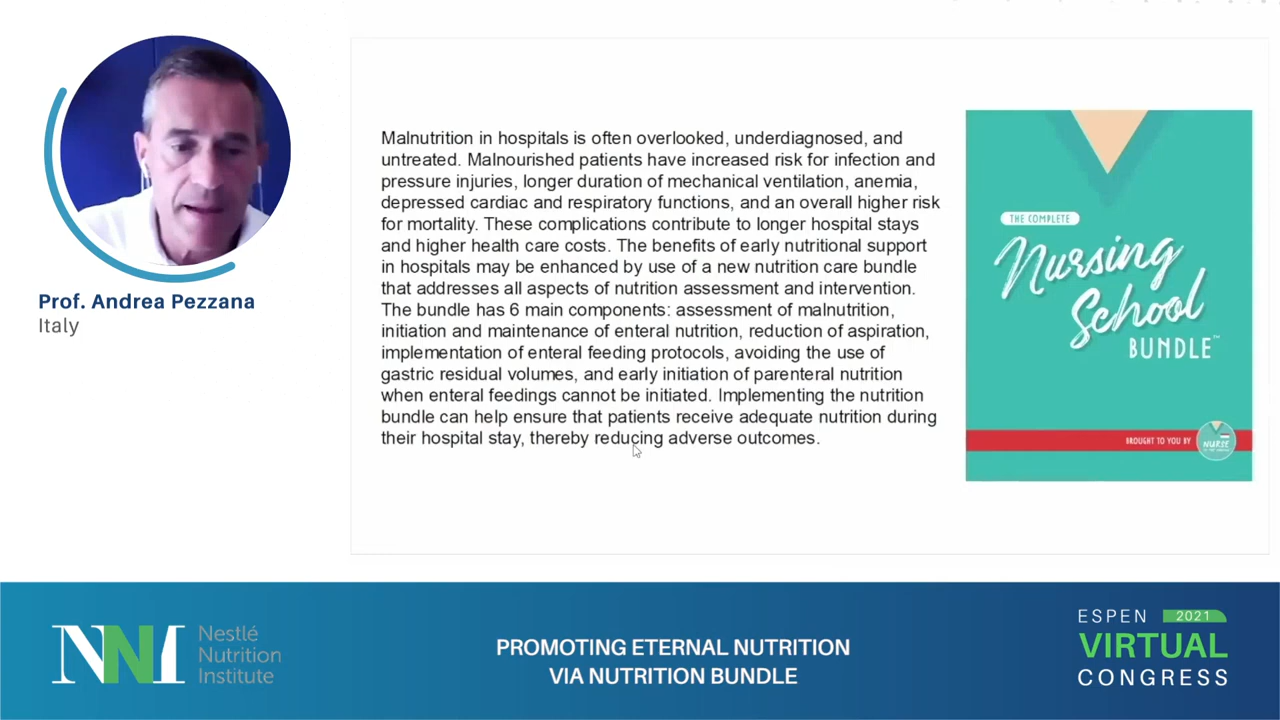 Prof. Andrea Pezzana
Italy
Malnutrition in hospitals is often overlooked, underdiagnosed, and
untreated. Malnourished patients have increased risk for infection and
pressure injuries, longer duration of mechanical ventilation, anemia,
depressed cardiac and respiratory functions, and an overall higher risk
for mortality. These complications contribute to longer hospital stays
and higher health care costs. The benefits of early nutritional support
in hospitals may be enhanced by use of a new nutrition care bundle
that addresses all aspects of nutrition assessment and intervention.
The bundle has 6 main components: assessment of malnutrition,
initiation and maintenance of enteral nutrition, reduction of aspiration,
implementation of enteral feeding protocols, avoiding the use of
gastric residual volumes, and early initiation of parenteral nutrition
when enteral feedings cannot be initiated. Implementing the nutrition
bundle can help ensure that patients receive adequate nutrition during
their hospital stay, thereby reducing adverse outcomes.
THE COMPLETE
Nursing
School
BUNDLE™
BROUGHT TO YOU BY
NURSE
NNI
Nestlé
Nutrition
Institute
PROMOTING ETERNAL NUTRITION
VIA NUTRITION BUNDLE
ESPEN 2021
VIRTUAL
CONGRESS